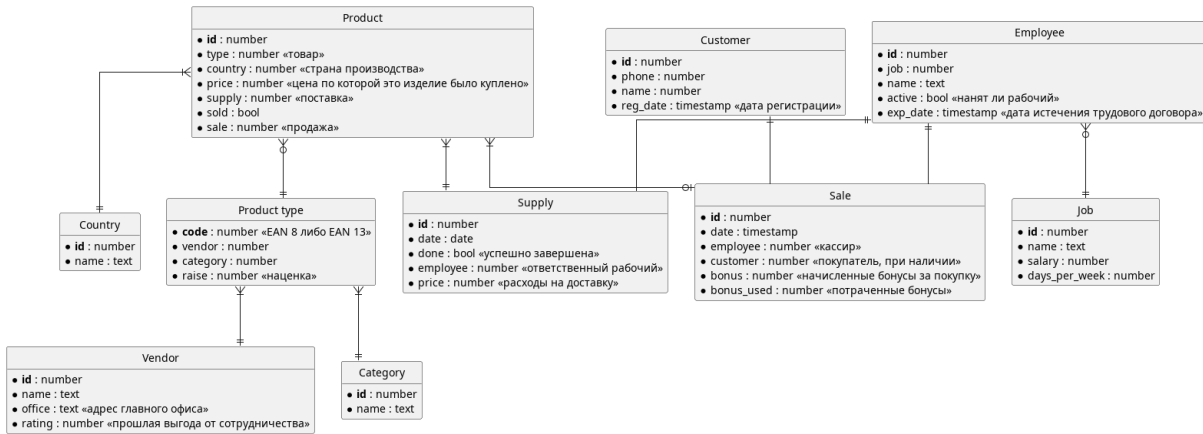 Product
id : number
type : number «товар»
country : number «страна производства»
price : number «цена по которой это изделие было куплено»
supply : number «поставка»
sold : bool
sale : number «продажа»
Customer
id : number
phone : number
name : number
reg_date : timestamp «дата регистрации»
Employee
id : number
job : number
name : text
active : bool «нанят ли рабочий»
exp_date : timestamp «дата истечения трудового договора»
Country
id : number
name : text
Product type
code : number «EAN 8 либо EAN 13»
vendor : number
category : number
raise : number «наценка»
Supply
id : number
date : date
done : bool «успешно завершена»
employee : number «ответственный рабочий»
price : number «расходы на доставку»
Sale
id : number
date : timestamp
employee : number «кассир»
customer : number «покупатель, при наличии»
bonus : number «начисленные бонусы за покупку»
bonus_used : number «потраченные бонусы»
Job
id : number
name : text
salary : number
days_per_week : number
Vendor
id : number
name : text
office : text «адрес главного офиса»
rating : number «прошлая выгода от сотрудничества»
Category
id : number
name : text